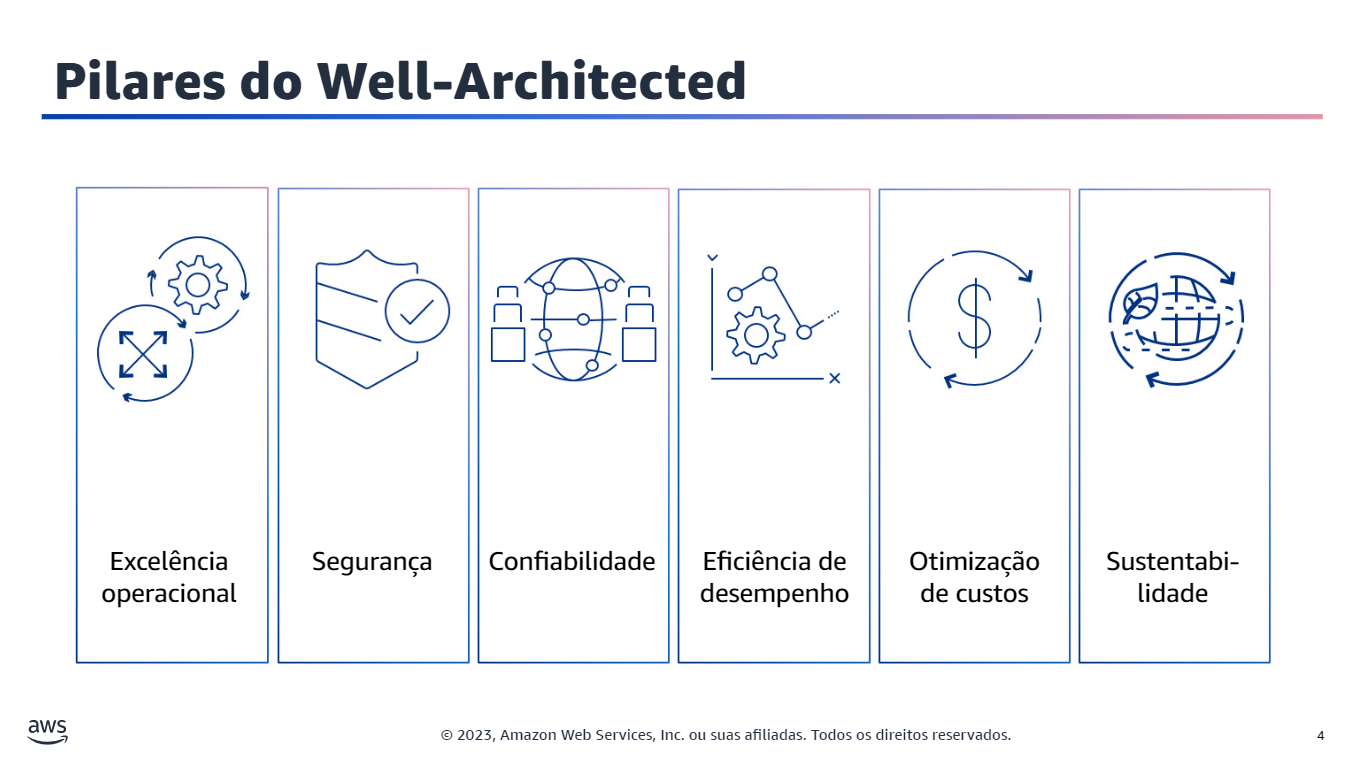 Pilares do Well-Architected
Excelência
operacional
Segurança
Confiabilidade
Eficiência de
desempenho
Otimização
de custos
Sustentabi-
lidade
aws
© 2023, Amazon Web Services, Inc. ou suas afiliadas. Todos os direitos reservados.
4